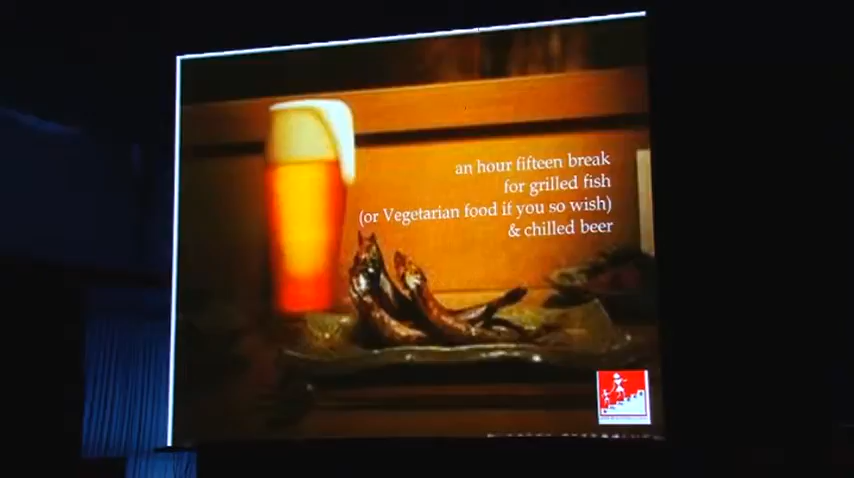 an hour fifteen break
for grilled fish
(or Vegetarian food if you so wish)
& chilled beer